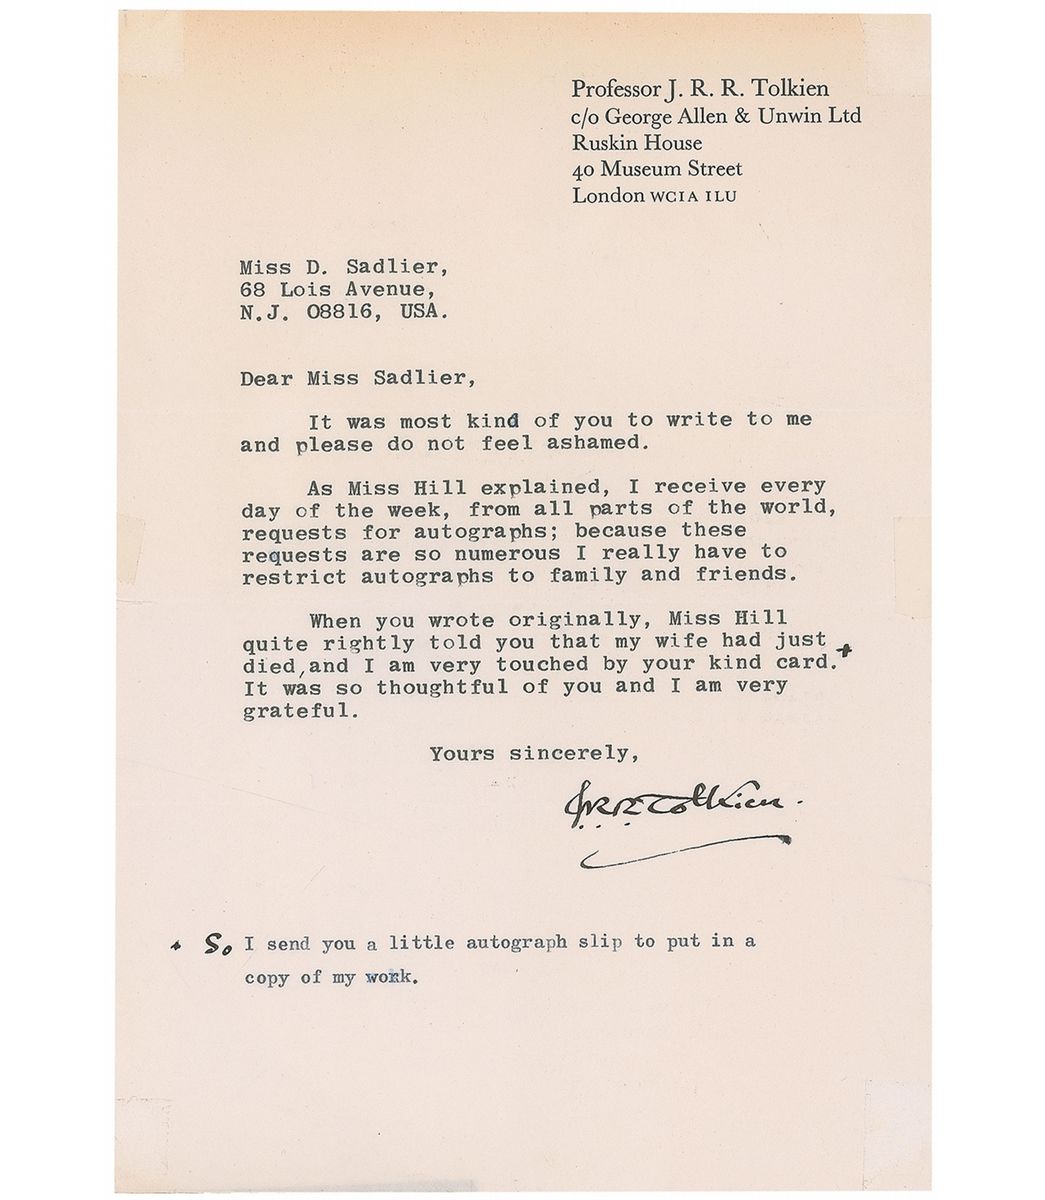 Professor J. R. R. Tolkien
c/o George Allen & Unwin Ltd
Ruskin House
40 Museum Street
London WC1A 1LU
Miss D. Sadlier,
68 Lois Avenue,
N.J. 08816, USA.
Dear Miss Sadlier,
It was most kind of you to write to me
and please do not feel ashamed.
As Miss Hill explained, I receive every
day of the week, from all parts of the world,
requests for autographs; because these
requests are so numerous I really have to
restrict autographs to family and friends.
When you wrote originally, Miss Hill
quite rightly told you that my wife had just
died,and I am very touched by your kind card.+
It was so thoughtful of you and I am very
grateful.
Yours sincerely,
JRRTolkien.
+ So I send you a little autograph slip to put in a
copy of my work.